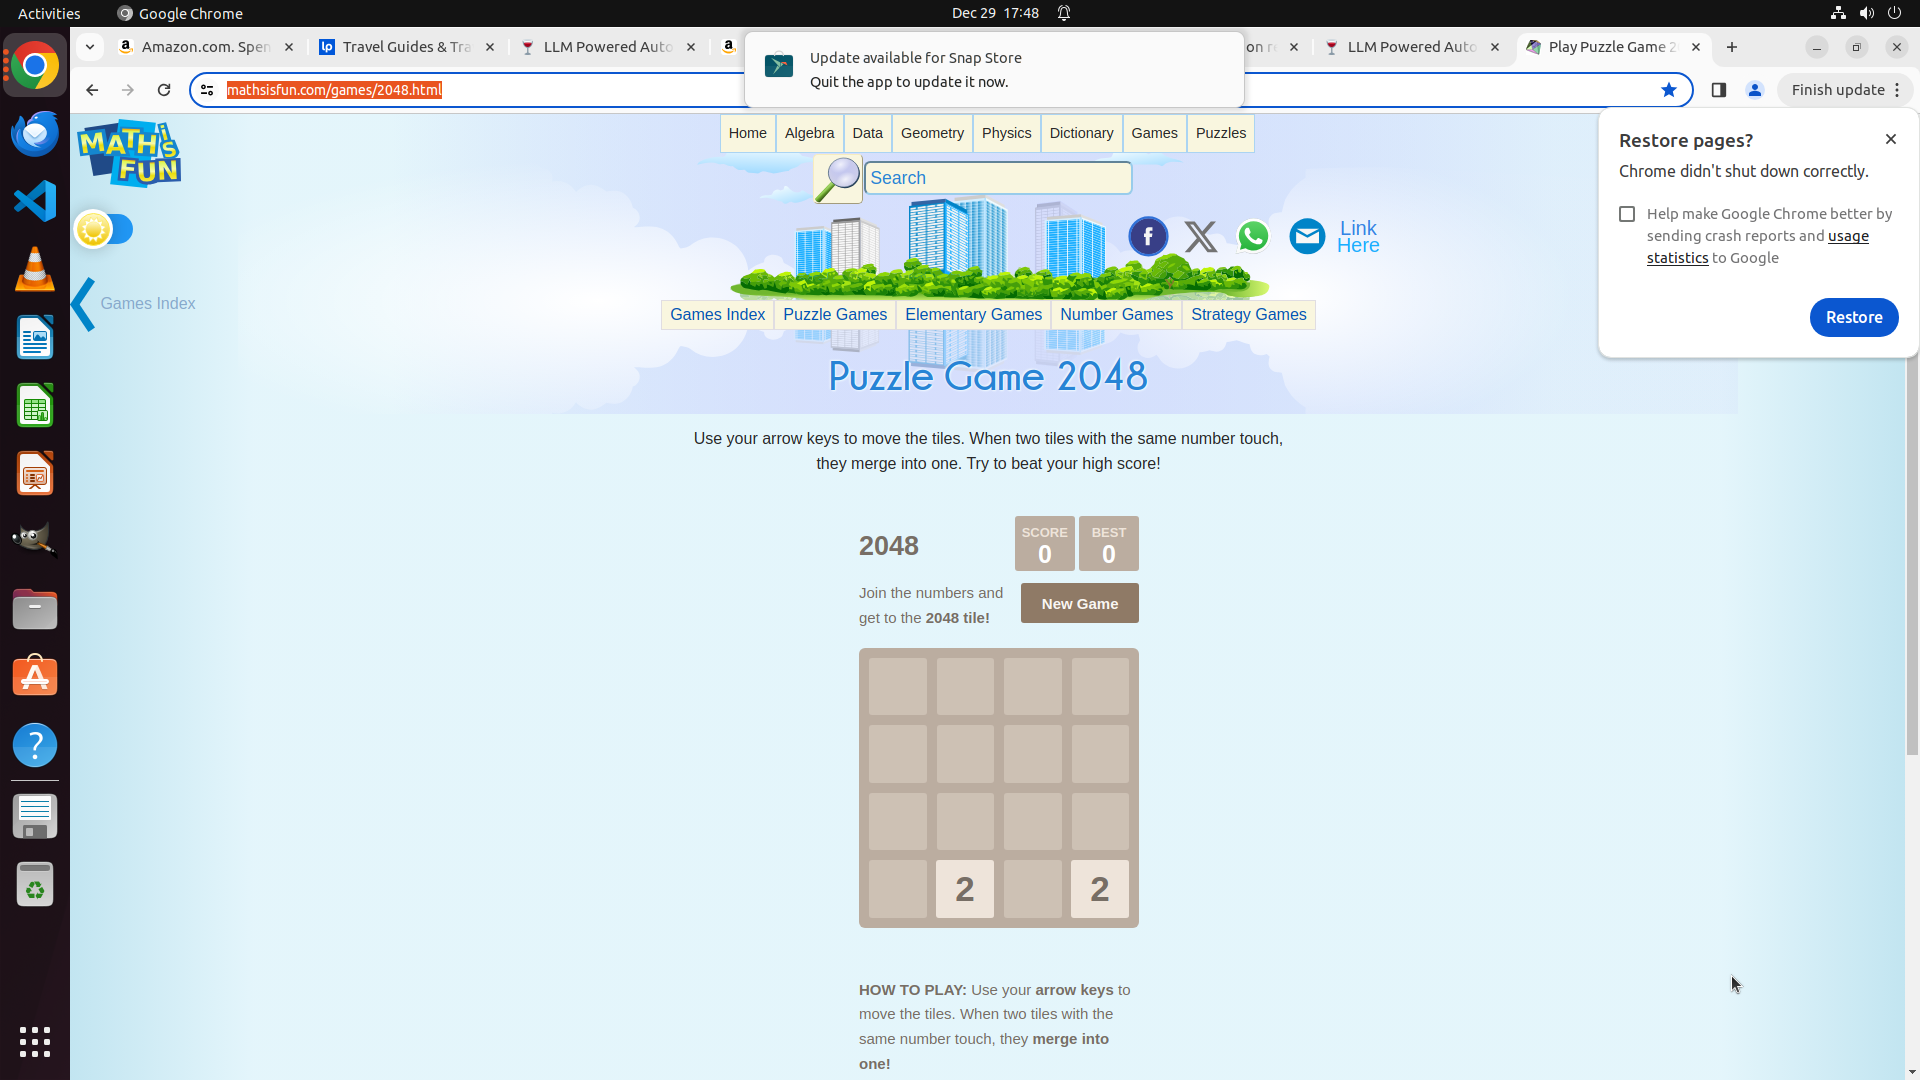 Activities
Google Chrome
Dec 29 17:48
Amazon.com. Spen
Travel Guides & Tra
LLM Powered Auto
LLM Powered Auto
Play Puzzle Game 2
mathsisfun.com/games/2048.html
Finish update
Update available for Snap Store
Quit the app to update it now.
Restore pages?
Chrome didn't shut down correctly.
Help make Google Chrome better by
sending crash reports and usage
statistics to Google
Restore
MATH is
FUN
Home
Algebra
Data
Geometry
Physics
Dictionary
Games
Puzzles
Search
Link
Here
Games Index
Games Index
Puzzle Games
Elementary Games
Number Games
Strategy Games
Puzzle Game 2048
Use your arrow keys to move the tiles. When two tiles with the same number touch,
they merge into one. Try to beat your high score!
2048
SCORE
0
BEST
0
Join the numbers and
get to the 2048 tile!
New Game
2
2
HOW TO PLAY: Use your arrow keys to
move the tiles. When two tiles with the
same number touch, they merge into
one!